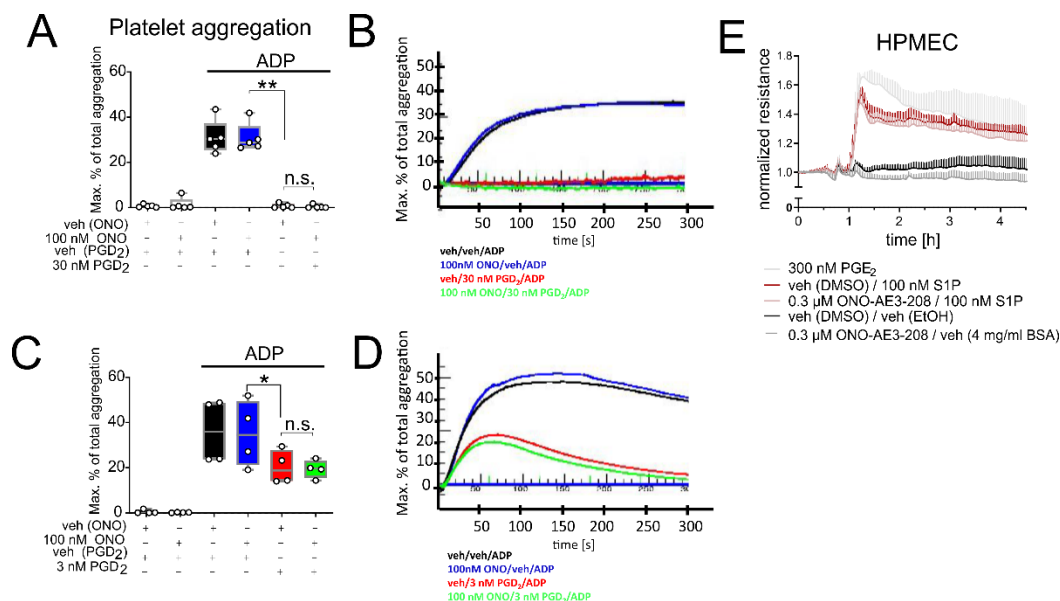 A
Platelet aggregation
ADP
**
n.s.
Max. % of total aggregation
60
40
20
0
veh (ONO) + − + − + −
100 nM ONO − + − + − +
veh (PGD2) + + + + − −
30 nM PGD2 − − − − + +
B
Max. % of total aggregation
50
40
30
20
10
0
50 100 150 200 250 300
time [s]
veh/veh/ADP
100nM ONO/veh/ADP
veh/30 nM PGD2/ADP
100 nM ONO/30 nM PGD2/ADP
C
ADP
*
n.s.
Max. % of total aggregation
60
40
20
0
veh (ONO) + − + − + −
100 nM ONO − + − + − +
veh (PGD2) + + + + − −
3 nM PGD2 − − − − + +
D
Max. % of total aggregation
50
40
30
20
10
0
50 100 150 200 250 300
time [s]
veh/veh/ADP
100nM ONO/veh/ADP
veh/3 nM PGD2/ADP
100 nM ONO/3 nM PGD2/ADP
E
HPMEC
normalized resistance
1.8
1.6
1.4
1.2
1.0
0 1 2 3 4
time [h]
300 nM PGE2
veh (DMSO) / 100 nM S1P
0.3 µM ONO-AE3-208 / 100 nM S1P
veh (DMSO) / veh (EtOH)
0.3 µM ONO-AE3-208 / veh (4 mg/ml BSA)